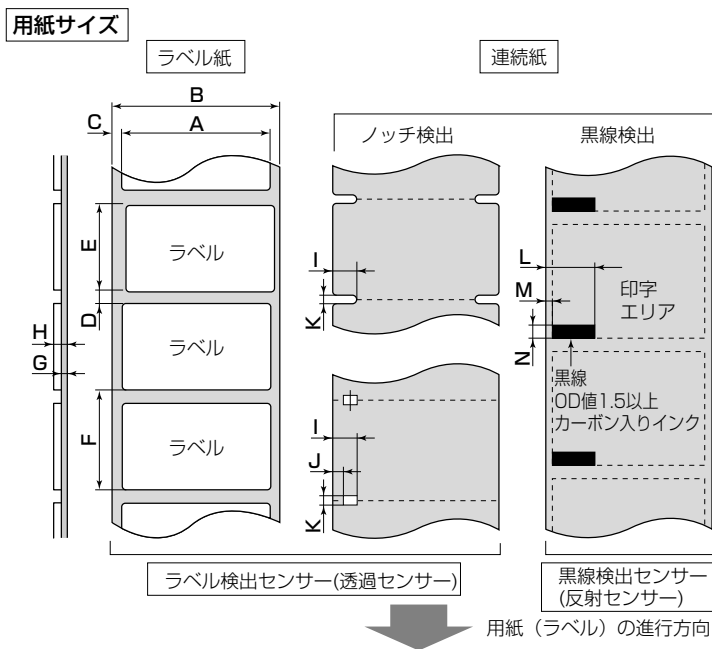 用紙サイズ
ラベル紙
連続紙
B
C
A
ノッチ検出
黒線検出
E
ラベル
I
L
M
印字
エリア
D
K
H
ラベル
N
G
黒線
OD値1.5以上
カーボン入りインク
F
ラベル
I
J
K
ラベル検出センサー(透過センサー)
黒線検出センサー
(反射センサー)
用紙（ラベル）の進行方向